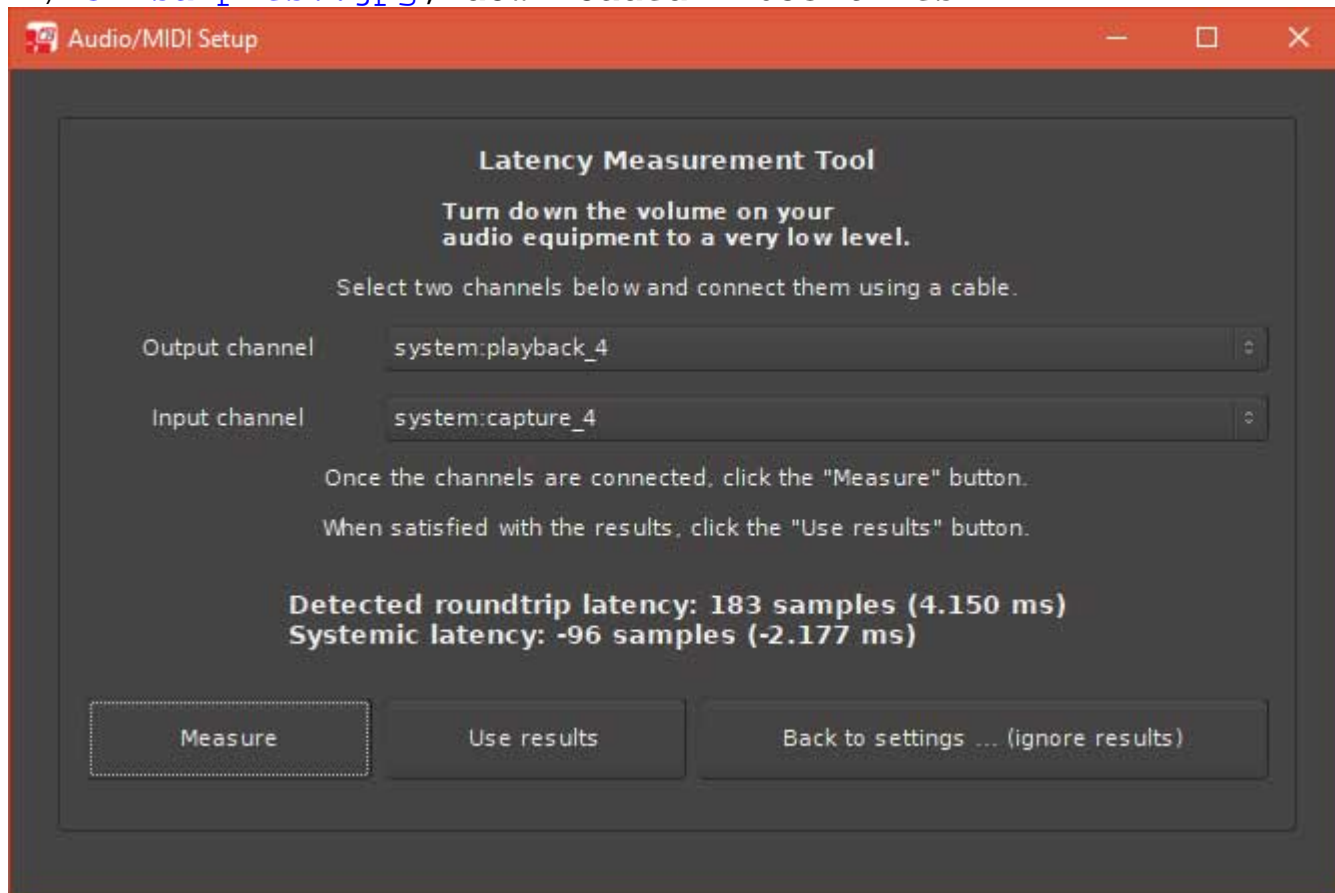 Audio/MIDI Setup
Latency Measurement Tool
Turn down the volume on your
audio equipment to a very low level.
Select two channels below and connect them using a cable.
Output channel system:playback_4
Input channel system:capture_4
Once the channels are connected, click the "Measure" button.
When satisfied with the results, click the "Use results" button.
Detected roundtrip latency: 183 samples (4.150 ms)
Systemic latency: -96 samples (-2.177 ms)
Measure Use results Back to settings ... (ignore results)